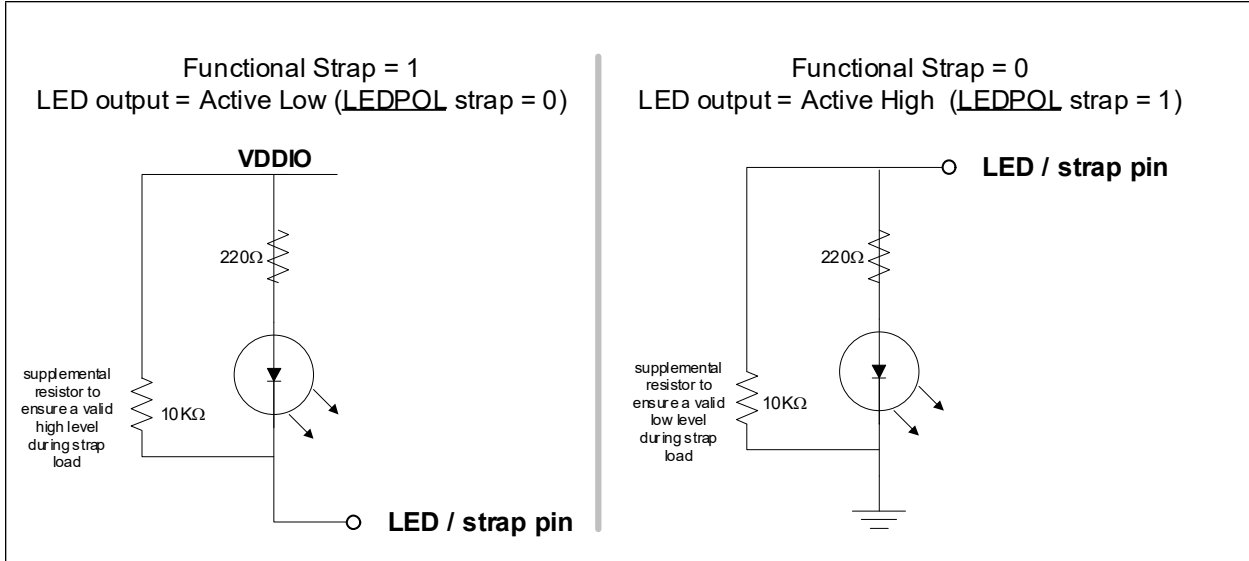 Functional Strap = 1
LED output = Active Low (LEDPOL strap = 0)
VDDIO
220Ω
supplemental
resistor to
ensure a valid
high level
during strap
load
10KΩ
LED / strap pin
Functional Strap = 0
LED output = Active High (LEDPOL strap = 1)
LED / strap pin
220Ω
supplemental
resistor to
ensure a valid
low level
during strap
load
10KΩ